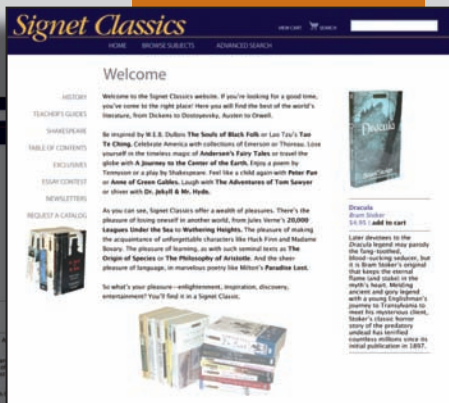 Signet Classics
VIEW CART SEARCH
HOME BROWSE SUBJECTS ADVANCED SEARCH
Welcome
HISTORY
TEACHER'S GUIDES
SHAKESPEARE
TABLE OF CONTENTS
EXCLUSIVES
ESSAY CONTEST
NEWSLETTERS
REQUEST A CATALOG
Welcome to the Signet Classics website. If you're looking for a good time,
you've come to the right place! Here you will find the best of the world's
literature, from Dickens to Dostoyevsky, Austen to Orwell.
Be inspired by W.E.B. DuBois The Souls of Black Folk or Lao Tzu's Tao
Te Ching. Celebrate America with collections of Emerson or Thoreau. Lose
yourself in the timeless magic of Andersen's Fairy Tales or travel the
globe with A Journey to the Center of the Earth. Enjoy a poem by
Tennyson or a play by Shakespeare. Feel like a child again with Peter Pan
or Anne of Green Gables. Laugh with The Adventures of Tom Sawyer
or shiver with Dr. Jekyll & Mr. Hyde.
As you can see, Signet Classics offer a wealth of pleasures. There's the
pleasure of losing oneself in another world, from Jules Verne's 20,000
Leagues Under the Sea to Wuthering Heights. The pleasure of making
the acquaintances of unforgettable characters like Huck Finn and Madame
Bovary. The pleasure of learning, as with such seminal texts as The
Origin of Species or The Philosophy of Aristotle. And the sheer
pleasure of language, in marvelous poetry like Milton's Paradise Lost.
So what's your pleasure—enlightenment, inspiration, discovery,
entertainment? You'll find it in a Signet Classic.
Dracula
Dracula
Bram Stoker
$4.95 | add to cart
Later devotees to the
Dracula legend may parody
the fang-toothed,
blood-sucking seducer, but
it is Bram Stoker's original
that keeps the eternal
flame (and stake) in the
myth's heart. Melding
ancient and gory legend
with a young Englishman's
journey to Transylvania to
meet his mysterious client,
Stoker's classic horror
story of the predatory
undead has terrified
countless millions since its
initial publication in 1897.